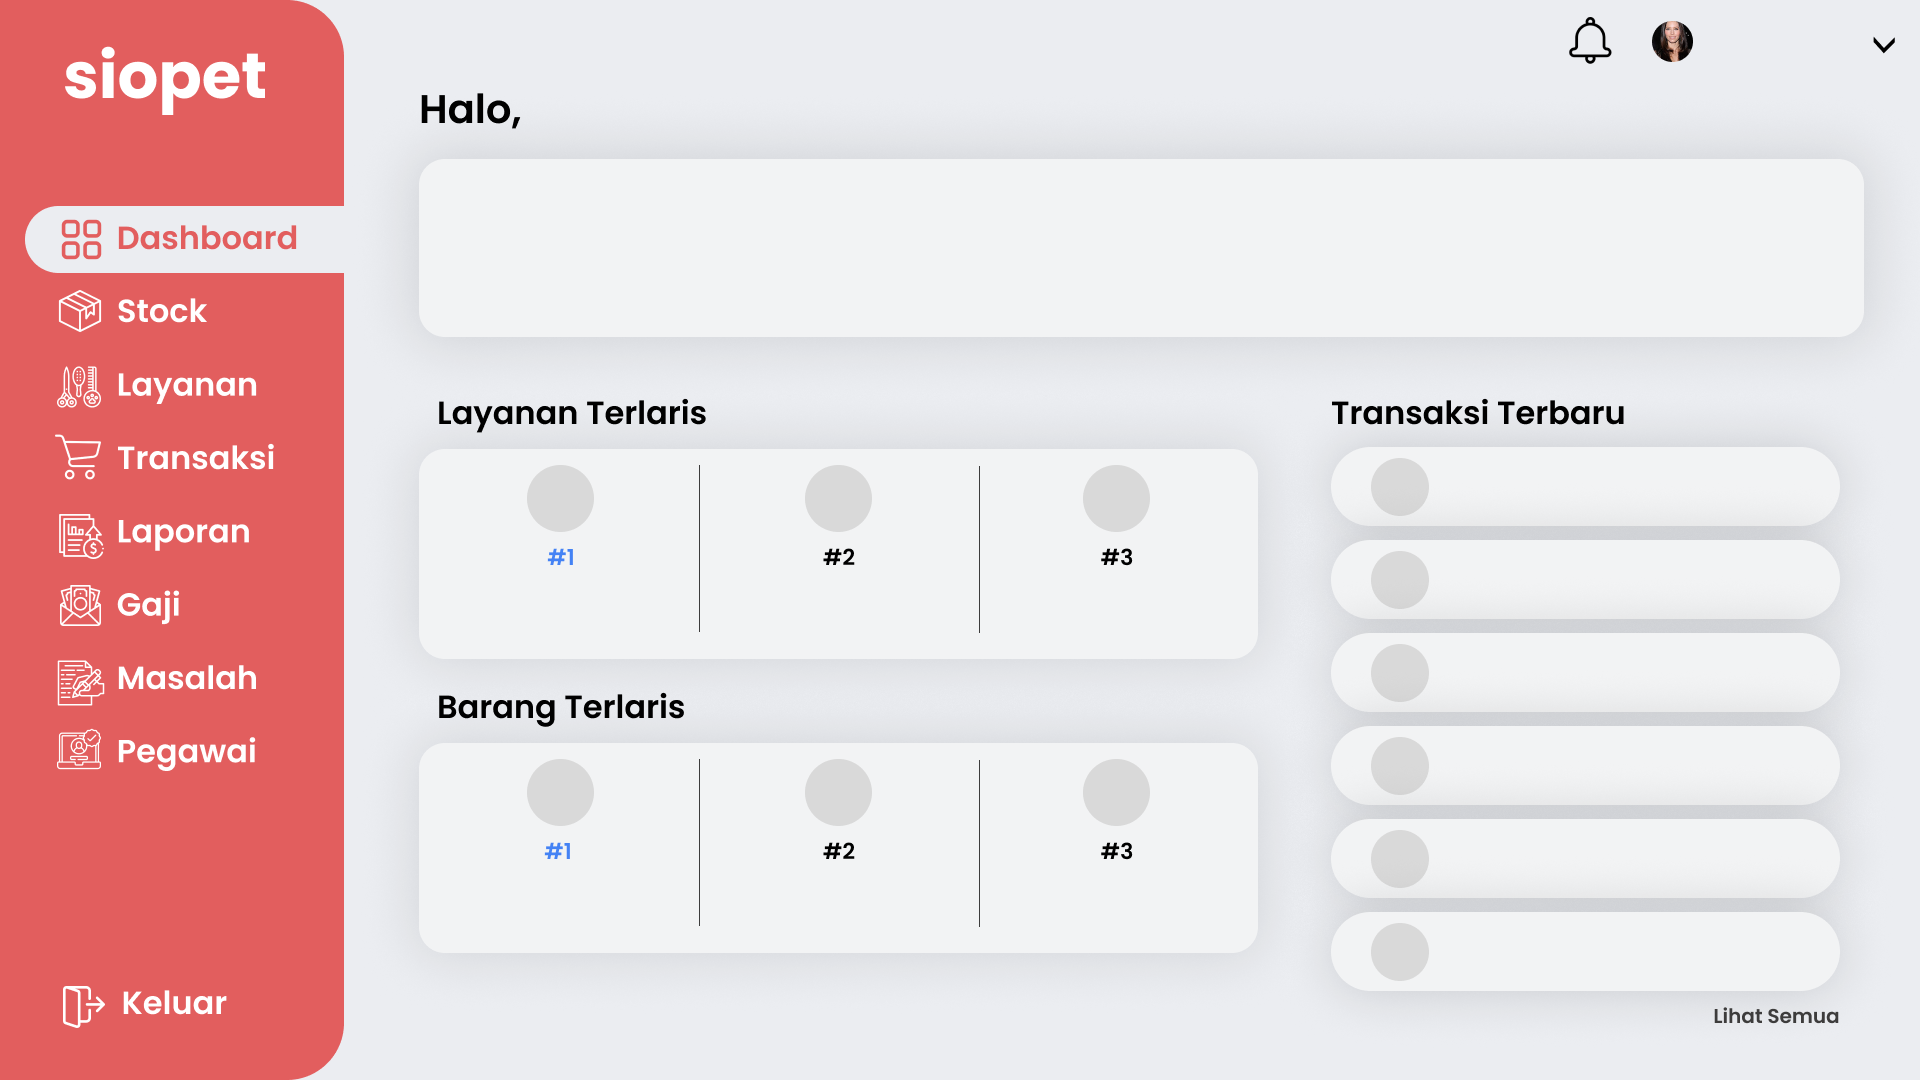 siopet
Dashboard
Stock
Layanan
Transaksi
Laporan
Gaji
Masalah
Pegawai
Keluar
Halo,
Layanan Terlaris
#1
#2
#3
Barang Terlaris
#1
#2
#3
Transaksi Terbaru
Lihat Semua